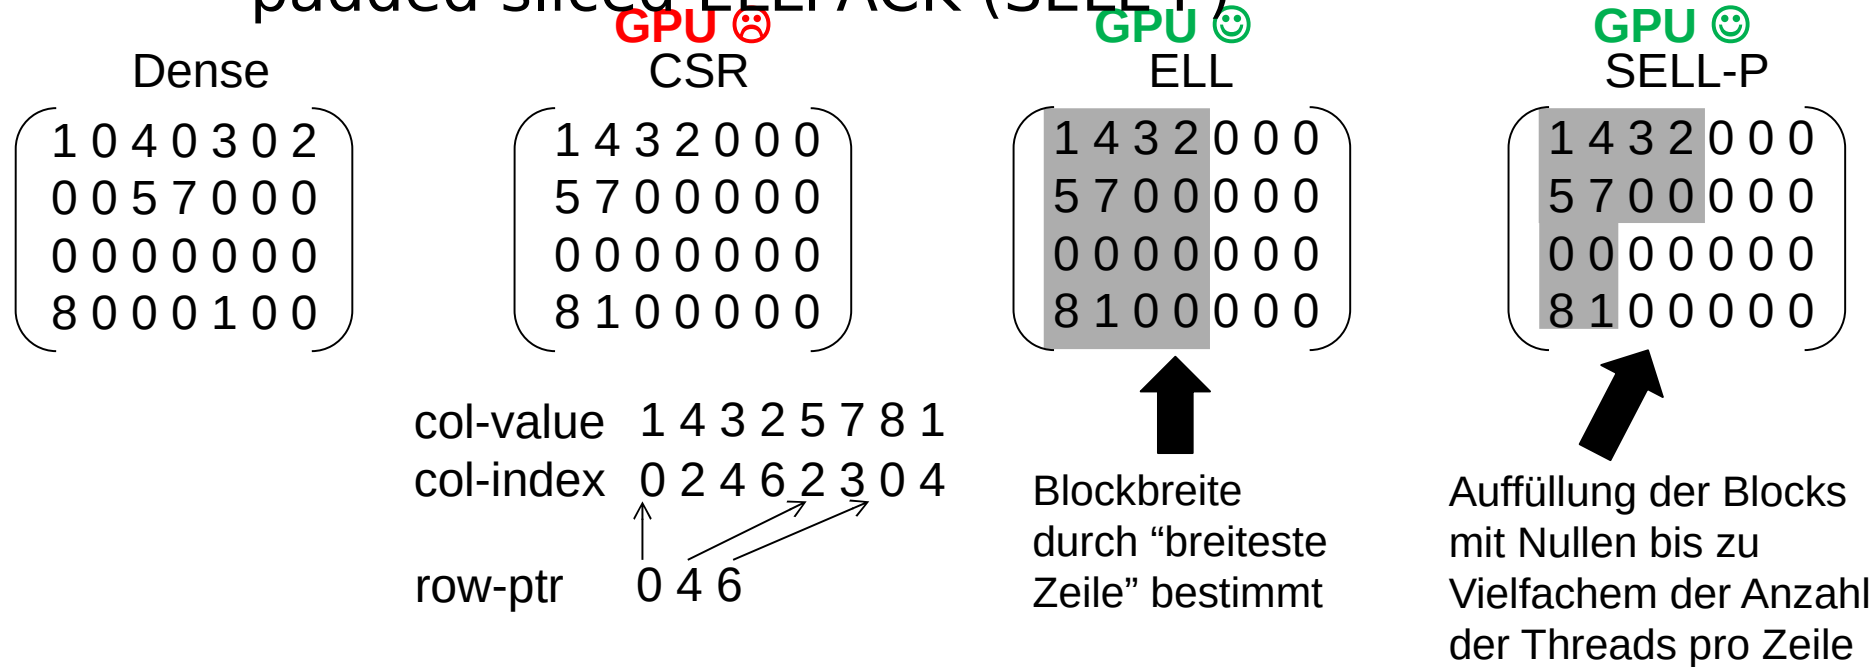 padded sliced ELLPACK (SELL-P)
GPU ☹ GPU ☺ GPU ☺
Dense CSR ELL SELL-P
1 0 4 0 3 0 2 1 4 3 2 0 0 0 1 4 3 2 0 0 0 1 4 3 2 0 0 0
0 0 5 7 0 0 0 5 7 0 0 0 0 0 5 7 0 0 0 0 0 5 7 0 0 0 0 0
0 0 0 0 0 0 0 0 0 0 0 0 0 0 0 0 0 0 0 0 0 0 0 0 0 0 0 0
8 0 0 0 1 0 0 8 1 0 0 0 0 0 8 1 0 0 0 0 0 8 1 0 0 0 0 0
col-value 1 4 3 2 5 7 8 1
col-index 0 2 4 6 2 3 0 4
row-ptr 0 4 6
Blockbreite
durch “breiteste
Zeile” bestimmt
Auffüllung der Blocks
mit Nullen bis zu
Vielfachem der Anzahl
der Threads pro Zeile